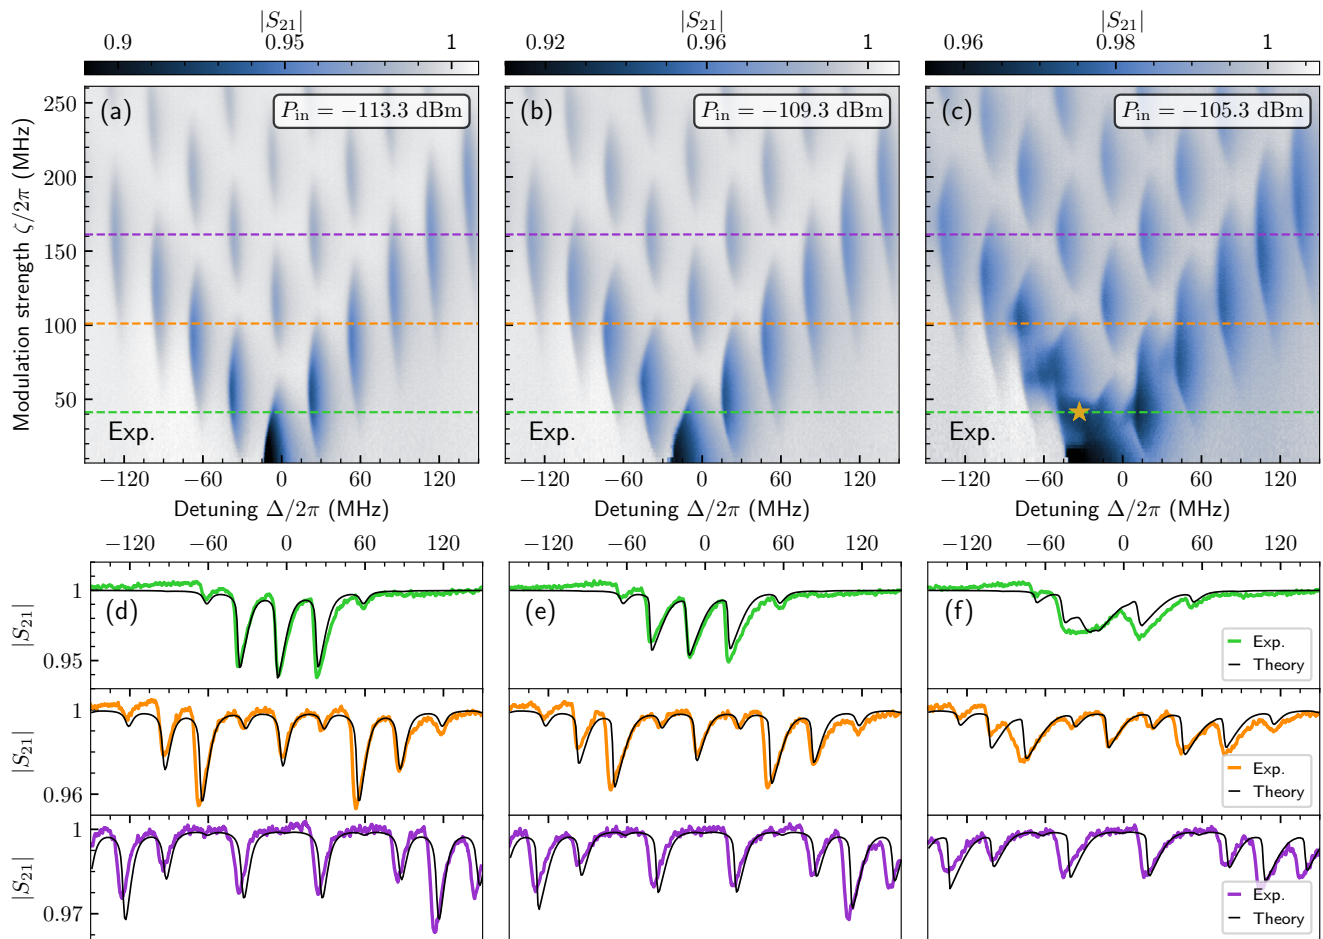 |S₂₁| |S₂₁| |S₂₁|
0.9 0.95 1 0.92 0.96 1 0.96 0.98 1
(a) P_in = −113.3 dBm (b) P_in = −109.3 dBm (c) P_in = −105.3 dBm
Modulation strength ζ/2π (MHz)
250
200
150
100
50
Exp. Exp. Exp.
−120 −60 0 60 120 −120 −60 0 60 120 −120 −60 0 60 120
Detuning Δ/2π (MHz) Detuning Δ/2π (MHz) Detuning Δ/2π (MHz)
−120 −60 0 60 120 −120 −60 0 60 120 −120 −60 0 60 120
|S₂₁|
1
0.95
(d) (e) (f)
Exp.
Theory
|S₂₁|
1
0.96
Exp.
Theory
|S₂₁|
1
0.97
Exp.
Theory